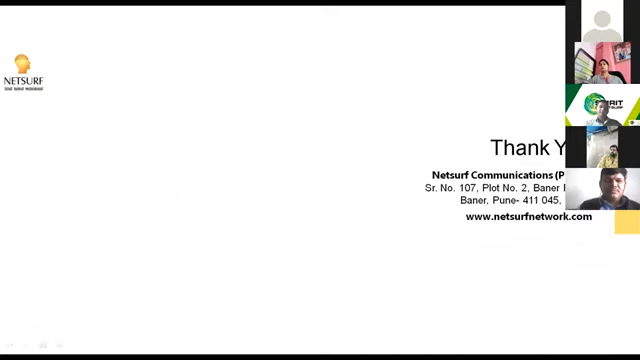 NETSURF
Thank Y
Netsurf Communications (P
Sr. No. 107, Plot No. 2, Baner
Baner, Pune- 411 045,
www.netsurfnetwork.com